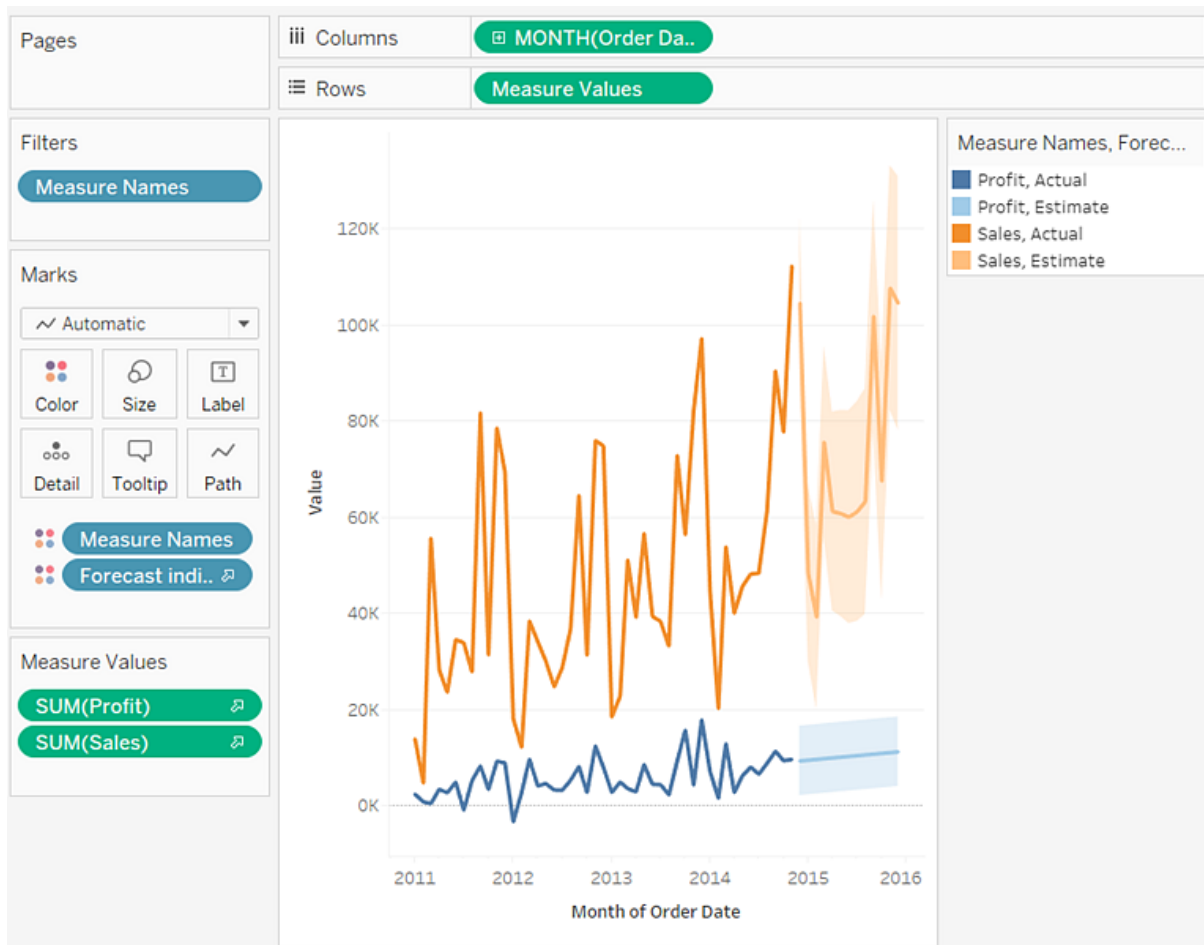 Pages
Columns
MONTH(Order Da..
Rows
Measure Values
Filters
Measure Names
Marks
Automatic
Color
Size
T
Label
Detail
Tooltip
Path
Measure Names
Forecast indi..
Measure Values
SUM(Profit)
SUM(Sales)
120K
100K
80K
60K
40K
20K
0K
Value
2011
2012
2013
2014
2015
2016
Month of Order Date
Measure Names, Forec...
Profit, Actual
Profit, Estimate
Sales, Actual
Sales, Estimate